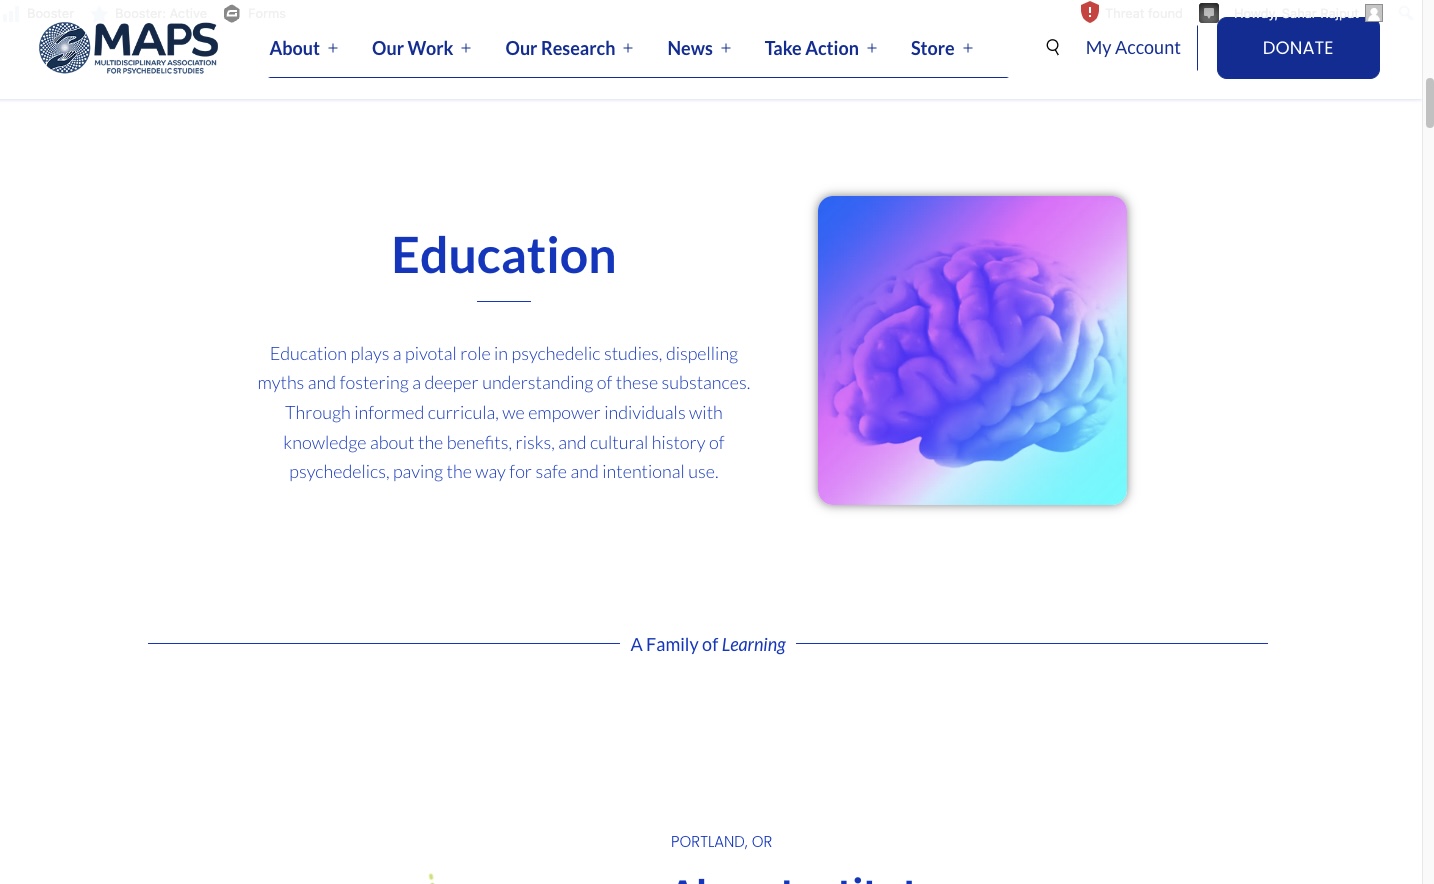 Booster
Booster: Active
Forms
Threat found
Howdy, Sahar Rajput
MAPS
MULTIDISCIPLINARY ASSOCIATION
FOR PSYCHEDELIC STUDIES
About +
Our Work +
Our Research +
News +
Take Action +
Store +
My Account
DONATE
Education
Education plays a pivotal role in psychedelic studies, dispelling
myths and fostering a deeper understanding of these substances.
Through informed curricula, we empower individuals with
knowledge about the benefits, risks, and cultural history of
psychedelics, paving the way for safe and intentional use.
A Family of Learning
PORTLAND, OR